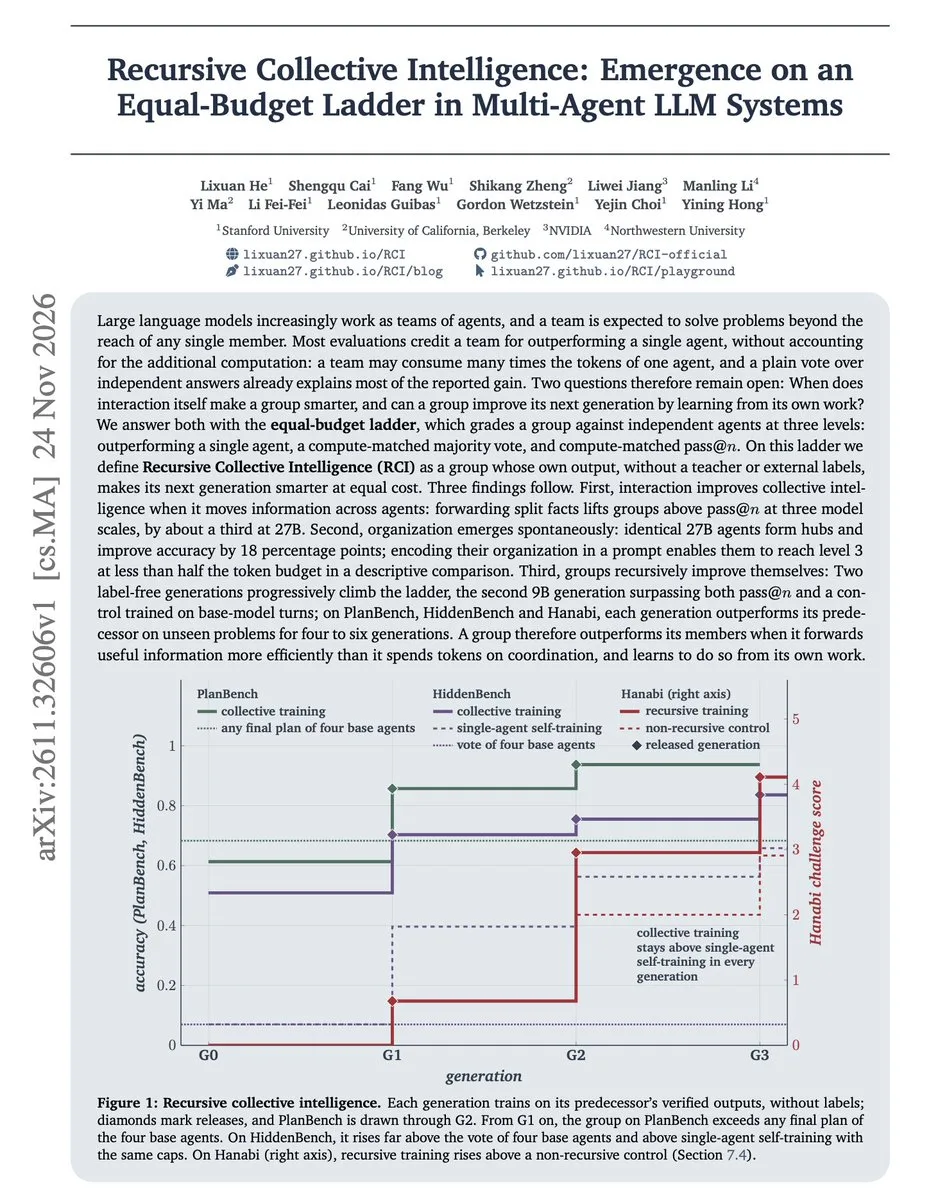 Recursive Collective Intelligence: Emergence on an
Equal-Budget Ladder in Multi-Agent LLM Systems
Lixuan He¹ Shengqu Cai¹ Fang Wu¹ Shikang Zheng² Liwei Jiang³ Manling Li⁴
Yi Ma² Li Fei-Fei¹ Leonidas Guibas¹ Gordon Wetzstein¹ Yejin Choi¹ Yining Hong¹
¹Stanford University ²University of California, Berkeley ³NVIDIA ⁴Northwestern University
lixuan27.github.io/RCI github.com/lixuan27/RCI-official
lixuan27.github.io/RCI/blog lixuan27.github.io/RCI/playground
arXiv:2611.32606v1 [cs.MA] 24 Nov 2026
Large language models increasingly work as teams of agents, and a team is expected to solve problems beyond the
reach of any single member. Most evaluations credit a team for outperforming a single agent, without accounting
for the additional computation: a team may consume many times the tokens of one agent, and a plain vote over
independent answers already explains most of the reported gain. Two questions therefore remain open: When does
interaction itself make a group smarter, and can a group improve its next generation by learning from its own work?
We answer both with the equal-budget ladder, which grades a group against independent agents at three levels:
outperforming a single agent, a compute-matched majority vote, and compute-matched pass@n. On this ladder we
define Recursive Collective Intelligence (RCI) as a group whose own output, without a teacher or external labels,
makes its next generation smarter at equal cost. Three findings follow. First, interaction improves collective intel-
ligence when it moves information across agents: forwarding split facts lifts groups above pass@n at three model
scales, by about a third at 27B. Second, organization emerges spontaneously: identical 27B agents form hubs and
improve accuracy by 18 percentage points; encoding their organization in a prompt enables them to reach level 3
at less than half the token budget in a descriptive comparison. Third, groups recursively improve themselves: Two
label-free generations progressively climb the ladder, the second 9B generation surpassing both pass@n and a con-
trol trained on base-model turns; on PlanBench, HiddenBench and Hanabi, each generation outperforms its prede-
cessor on unseen problems for four to six generations. A group therefore outperforms its members when it forwards
useful information more efficiently than it spends tokens on coordination, and learns to do so from its own work.
PlanBench
collective training
any final plan of four base agents
HiddenBench
collective training
single-agent self-training
vote of four base agents
Hanabi (right axis)
recursive training
non-recursive control
released generation
accuracy (PlanBench, HiddenBench)
1
0.8
0.6
0.4
0.2
0
collective training
stays above single-agent
self-training in every
generation
5
4
3
2
1
0
Hanabi challenge score
G0 G1 G2 G3
generation
Figure 1: Recursive collective intelligence. Each generation trains on its predecessor's verified outputs, without labels;
diamonds mark releases, and PlanBench is drawn through G2. From G1 on, the group on PlanBench exceeds any final plan of
the four base agents. On HiddenBench, it rises far above the vote of four base agents and above single-agent self-training with
the same caps. On Hanabi (right axis), recursive training rises above a non-recursive control (Section 7.4).